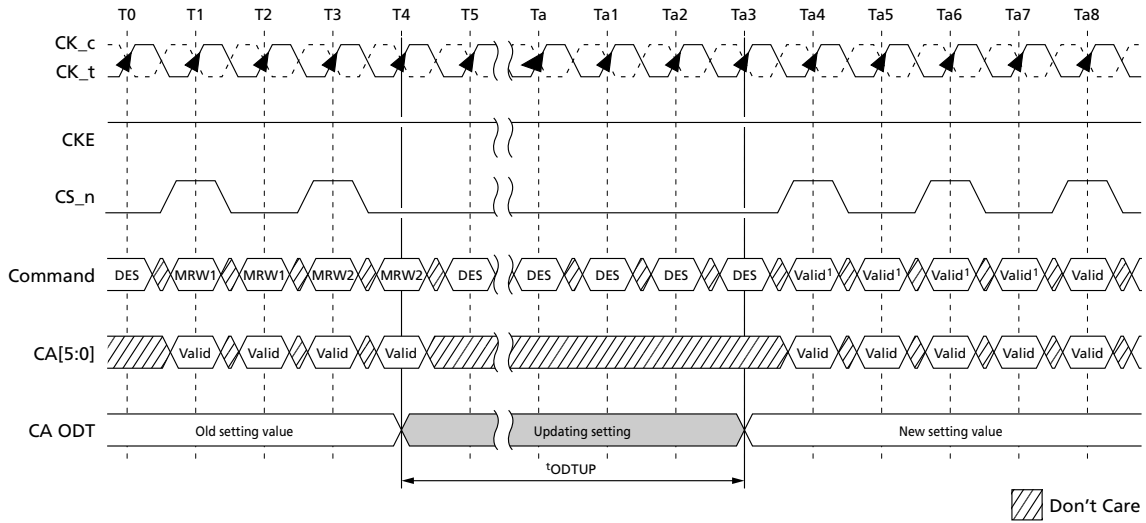 T0 T1 T2 T3 T4 T5 Ta Ta1 Ta2 Ta3 Ta4 Ta5 Ta6 Ta7 Ta8
CK_c
CK_t
CKE
CS_n
Command DES MRW1 MRW1 MRW2 MRW2 DES DES DES DES DES Valid¹ Valid¹ Valid¹ Valid¹ Valid
CA[5:0] Valid Valid Valid Valid Valid Valid Valid Valid Valid
CA ODT Old setting value Updating setting New setting value
tODTUP
Don't Care